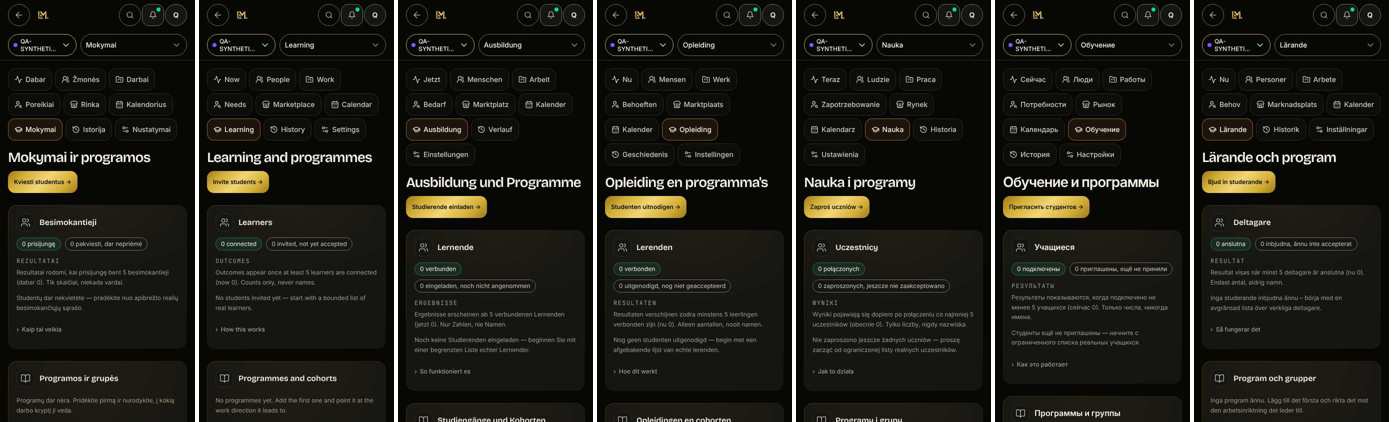 LM.
Q
QA-
SYNTHETI...
Mokymai
Dabar
Žmonės
Darbai
Poreikiai
Rinka
Kalendorius
Mokymai
Istorija
Nustatymai
Mokymai ir programos
Kviesti studentus →
Besimokantieji
0 prisijungę
0 pakviesti, dar nepriėmė
REZULTATAI
Rezultatai rodomi, kai prisijungę bent 5 besimokantieji
(dabar 0). Tik skaičiai, niekada vardai.
Studentų dar nekvietėte — pradėkite nuo apibrėžto realių
besimokančiųjų sąrašo.
› Kaip tai veikia
Programos ir grupės
Programų dar nėra. Pridėkite pirmą ir nurodykite, į kokią
darbo kryptį ji veda.
LM.
Q
QA-
SYNTHETI...
Learning
Now
People
Work
Needs
Marketplace
Calendar
Learning
History
Settings
Learning and programmes
Invite students →
Learners
0 connected
0 invited, not yet accepted
OUTCOMES
Outcomes appear once at least 5 learners are connected
(now 0). Counts only, never names.
No students invited yet — start with a bounded list of
real learners.
› How this works
Programmes and cohorts
No programmes yet. Add the first one and point it at the
work direction it leads to.
LM.
Q
QA-
SYNTHETI...
Ausbildung
Jetzt
Menschen
Arbeit
Bedarf
Marktplatz
Kalender
Ausbildung
Verlauf
Einstellungen
Ausbildung und Programme
Studierende einladen →
Lernende
0 verbunden
0 eingeladen, noch nicht angenommen
ERGEBNISSE
Ergebnisse erscheinen ab 5 verbundenen Lernenden
(jetzt 0). Nur Zahlen, nie Namen.
Noch keine Studierenden eingeladen — beginnen Sie mit
einer begrenzten Liste echter Lernender.
› So funktioniert es
Studiengänge und Kohorten
LM.
Q
QA-
SYNTHETI...
Opleiding
Nu
Mensen
Werk
Behoeften
Marktplaats
Kalender
Opleiding
Geschiedenis
Instellingen
Opleiding en programma's
Studenten uitnodigen →
Lerenden
0 verbonden
0 uitgenodigd, nog niet geaccepteerd
RESULTATEN
Resultaten verschijnen zodra minstens 5 leerlingen
verbonden zijn (nu 0). Alleen aantallen, nooit namen.
Nog geen studenten uitgenodigd — begin met een
afgebakende lijst van echte lerenden.
› Hoe dit werkt
Opleidingen en cohorten
LM.
Q
QA-
SYNTHETI...
Nauka
Teraz
Ludzie
Praca
Zapotrzebowanie
Rynek
Kalendarz
Nauka
Historia
Ustawienia
Nauka i programy
Zaproś uczniów →
Uczestnicy
0 połączonych
0 zaproszonych, jeszcze nie zaakceptowano
WYNIKI
Wyniki pojawiają się dopiero po połączeniu co najmniej 5
uczestników (obecnie 0). Tylko liczby, nigdy nazwiska.
Nie zaproszono jeszcze żadnych uczniów — proszę
zacząć od ograniczonej listy realnych uczestników.
› Jak to działa
Programy i grupy
LM.
Q
QA-
SYNTHETI...
Обучение
Сейчас
Люди
Работы
Потребности
Рынок
Календарь
Обучение
История
Настройки
Обучение и программы
Пригласить студентов →
Учащиеся
0 подключены
0 приглашены, ещё не приняли
РЕЗУЛЬТАТЫ
Результаты показываются, когда подключено не
менее 5 учащихся (сейчас 0). Только числа, никогда
имена.
Студенты ещё не приглашены — начните с
ограниченного списка реальных учащихся.
› Как это работает
Программы и группы
LM.
Q
QA-
SYNTHETI...
Lärande
Nu
Personer
Arbete
Behov
Marknadsplats
Kalender
Lärande
Historik
Inställningar
Lärande och program
Bjud in studerande →
Deltagare
0 anslutna
0 inbjudna, ännu inte accepterat
RESULTAT
Resultat visas när minst 5 deltagare är anslutna (nu 0).
Endast antal, aldrig namn.
Inga studerande inbjudna ännu – börja med en
avgränsad lista över verkliga deltagare.
› Så fungerar det
Program och grupper
Inga program ännu. Lägg till det första och rikta det mot
den arbetsinriktning det leder till.